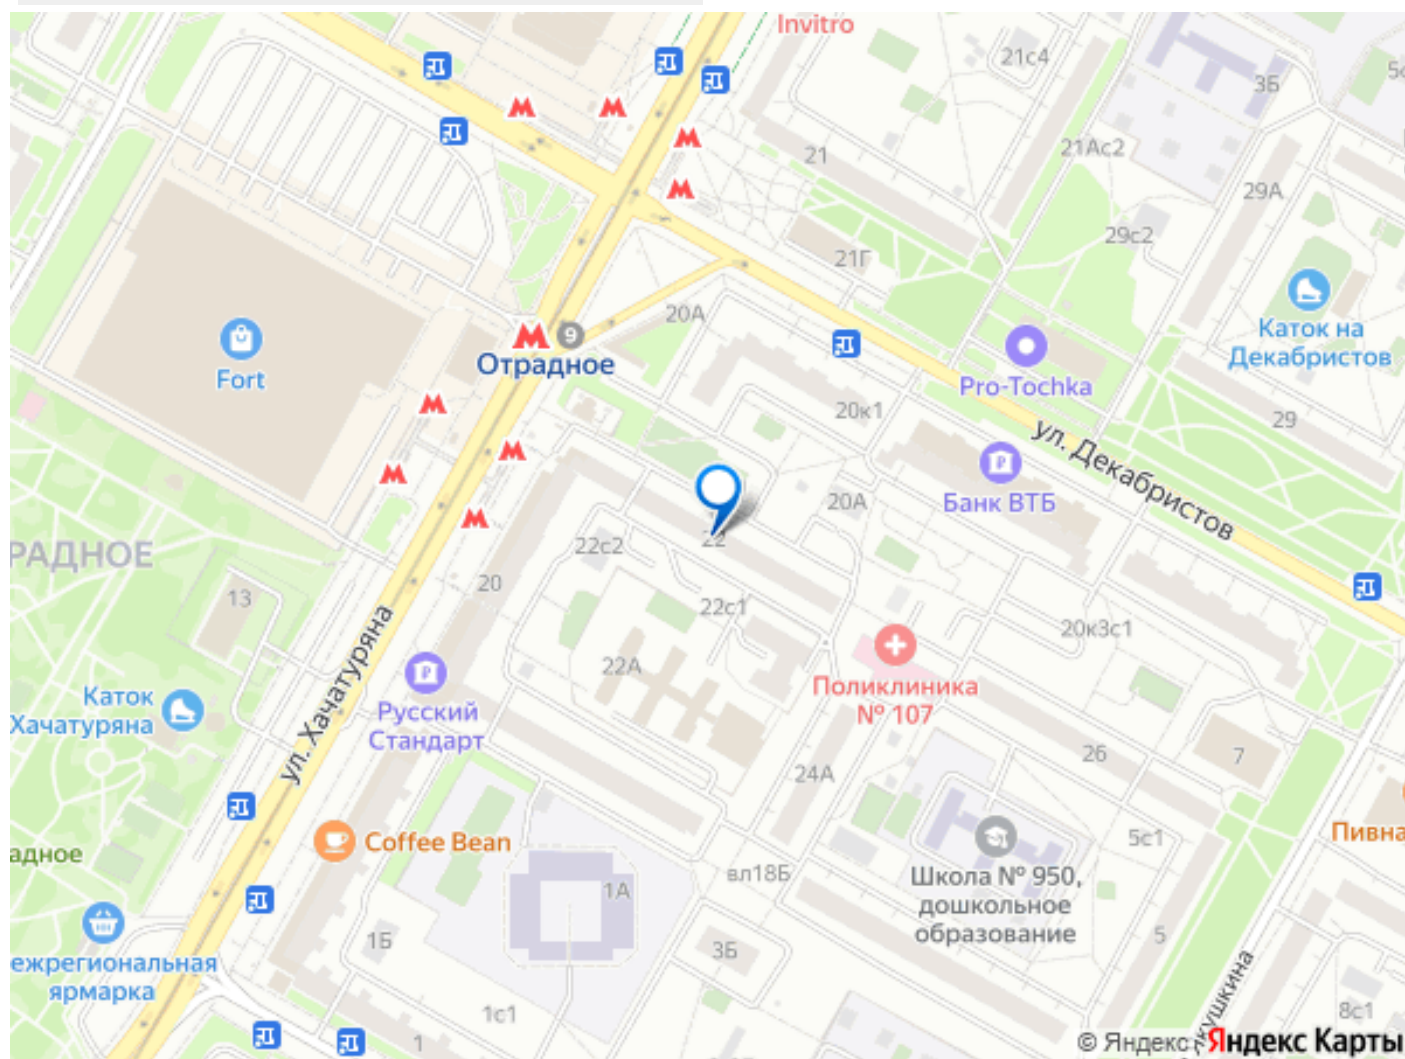 Invitro
21с4
3Б
21
21Ас2
29А
29с2
21Г
20А
9
Отрадное
Fort
Каток на
Декабристов
Pro-Tochka
20к1
29
ул. Декабристов
Банк ВТБ
20А
22
22с2
РАДНОЕ
13
20
22с1
20к3с1
ул. Хачатуряна
22А
Поликлиника
№ 107
Каток
Хачатуряна
Русский
Стандарт
26
7
24А
Coffee Bean
5с1
Пивна
адное
вл18Б
Школа № 950,
дошкольное
образование
1А
1Б
3Б
5
ежрегиональная
ярмарка
1с1
1
кушкина
8с1
© Яндекс
Яндекс Карты